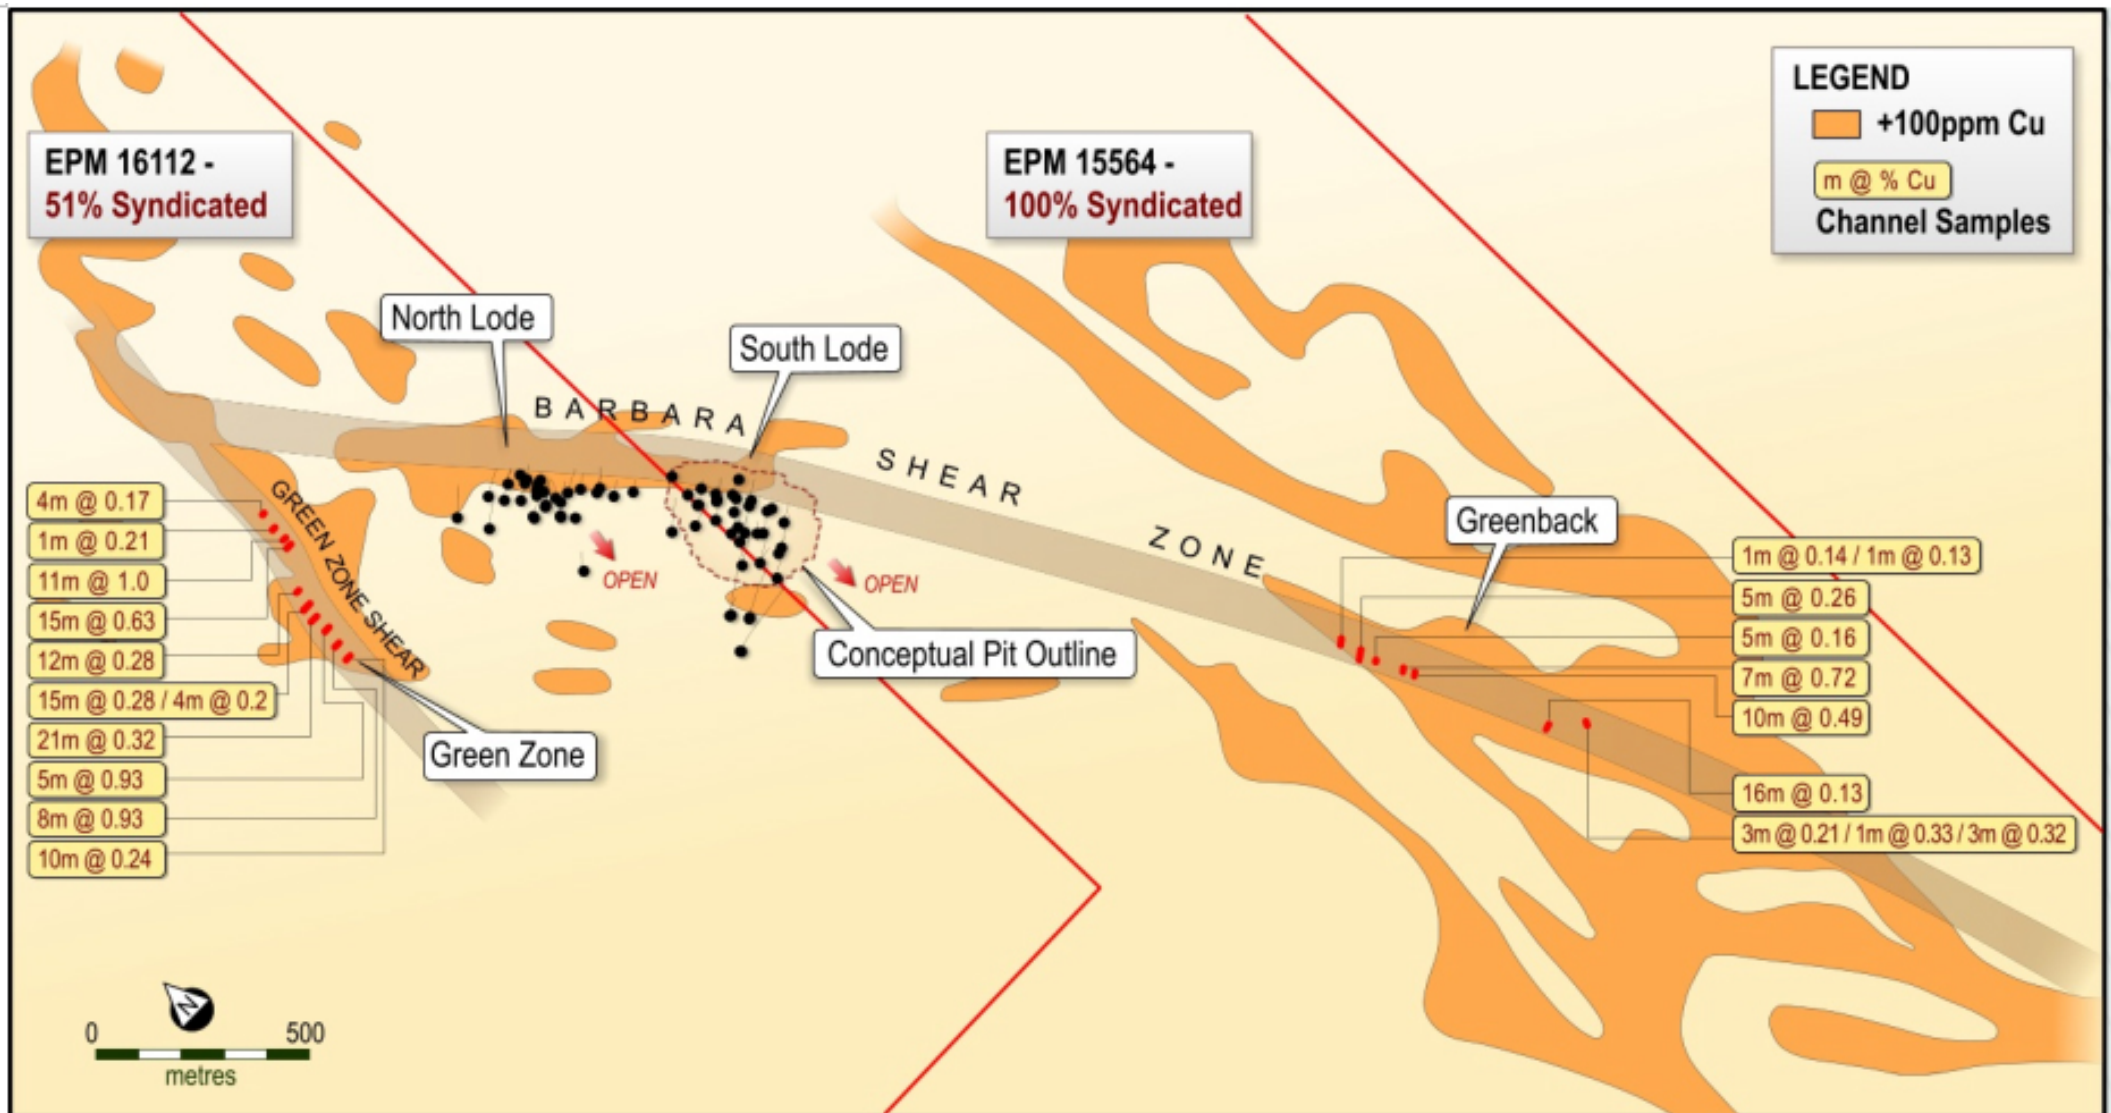 LEGEND
+100ppm Cu
m @ % Cu
Channel Samples
EPM 16112 -
51% Syndicated
EPM 15564 -
100% Syndicated
North Lode
South Lode
BARBARA SHEAR ZONE
GREEN ZONE SHEAR
4m @ 0.17
1m @ 0.21
11m @ 1.0
15m @ 0.63
12m @ 0.28
15m @ 0.28 / 4m @ 0.2
21m @ 0.32
5m @ 0.93
8m @ 0.93
10m @ 0.24
OPEN
OPEN
Conceptual Pit Outline
Green Zone
Greenback
1m @ 0.14 / 1m @ 0.13
5m @ 0.26
5m @ 0.16
7m @ 0.72
10m @ 0.49
16m @ 0.13
3m @ 0.21 / 1m @ 0.33 / 3m @ 0.32
N
0 500
metres